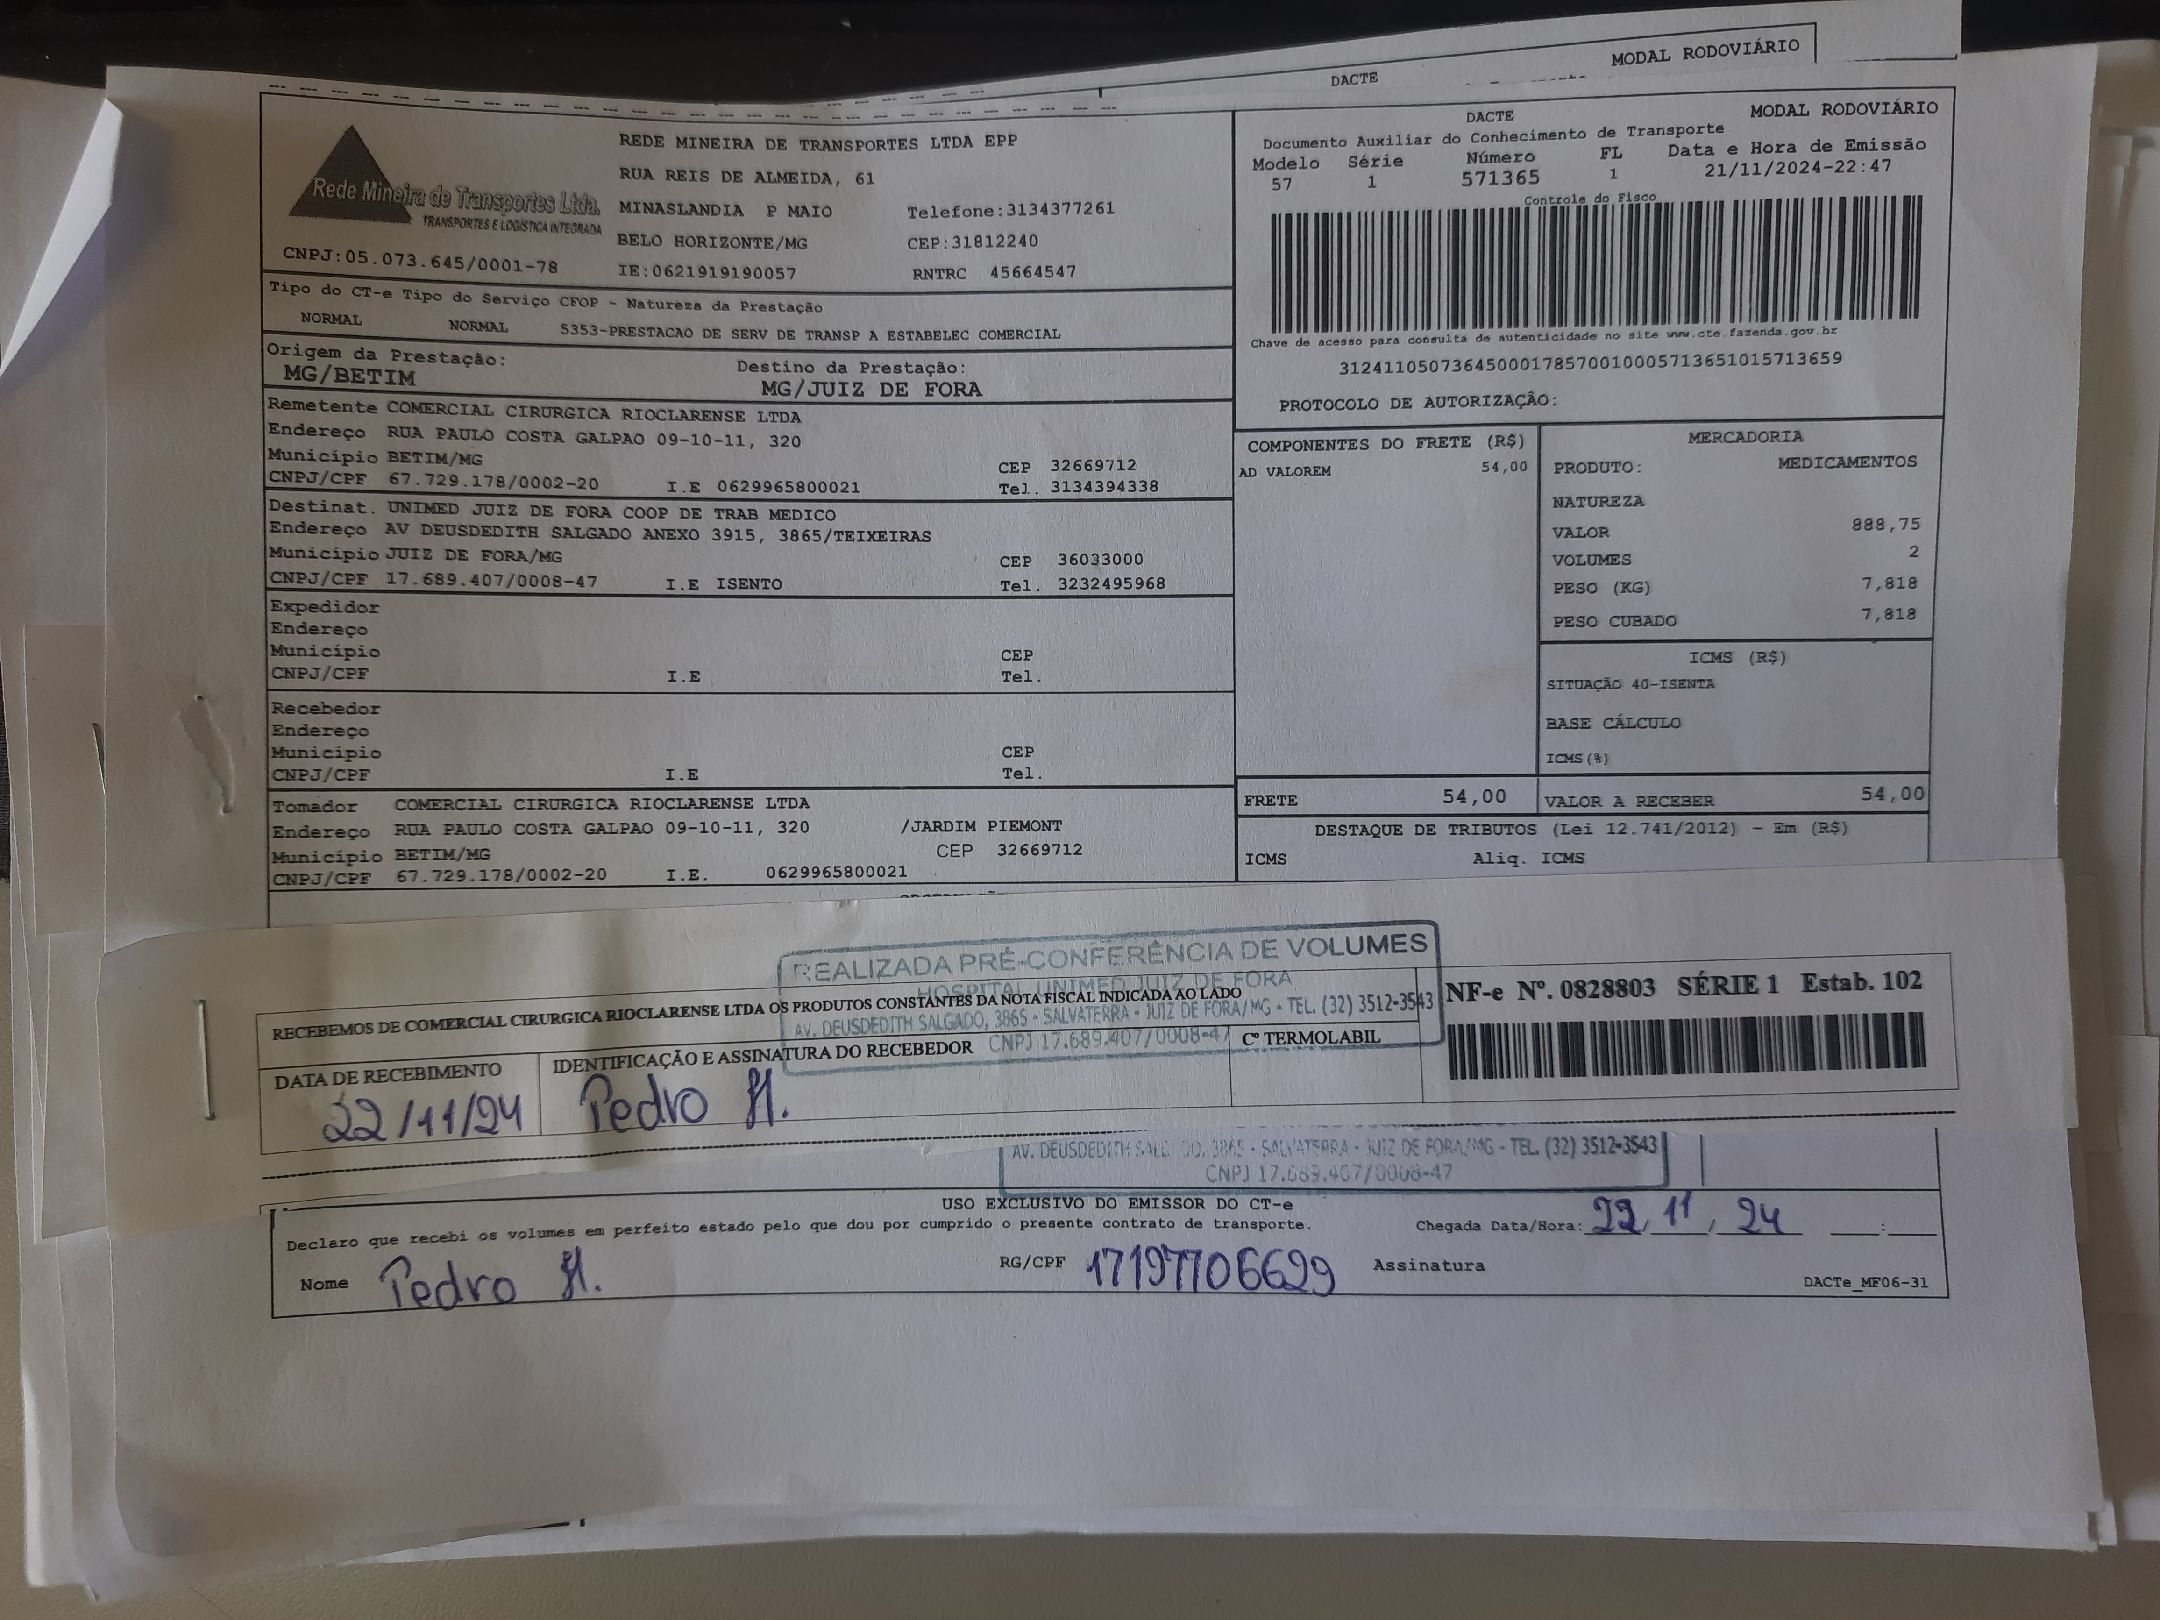 DACTE
MODAL RODOVIÁRIO
Rede Mineira de Transportes Ltda.
TRANSPORTES E LOGÍSTICA INTEGRADA
CNPJ:05.073.645/0001-78
REDE MINEIRA DE TRANSPORTES LTDA EPP
RUA REIS DE ALMEIDA, 61
MINASLANDIA P MAIO Telefone:3134377261
BELO HORIZONTE/MG CEP:31812240
IE:0621919190057 RNTRC 45664547
DACTE MODAL RODOVIÁRIO
Documento Auxiliar do Conhecimento de Transporte
Modelo Série Número FL Data e Hora de Emissão
57 1 571365 1 21/11/2024-22:47
Controle do Fisco
Chave de acesso para consulta de autenticidade no site www.cte.fazenda.gov.br
31241105073645000178570010005713651015713659
PROTOCOLO DE AUTORIZAÇÃO:
Tipo do CT-e Tipo do Serviço CFOP - Natureza da Prestação
NORMAL NORMAL 5353-PRESTACAO DE SERV DE TRANSP A ESTABELEC COMERCIAL
Origem da Prestação: Destino da Prestação:
MG/BETIM MG/JUIZ DE FORA
Remetente COMERCIAL CIRURGICA RIOCLARENSE LTDA
Endereço RUA PAULO COSTA GALPAO 09-10-11, 320
Município BETIM/MG CEP 32669712
CNPJ/CPF 67.729.178/0002-20 I.E 0629965800021 Tel. 3134394338
Destinat. UNIMED JUIZ DE FORA COOP DE TRAB MEDICO
Endereço AV DEUSDEDITH SALGADO ANEXO 3915, 3865/TEIXEIRAS
Município JUIZ DE FORA/MG CEP 36033000
CNPJ/CPF 17.689.407/0008-47 I.E ISENTO Tel. 3232495968
Expedidor
Endereço
Município CEP
CNPJ/CPF I.E Tel.
Recebedor
Endereço
Municipio CEP
CNPJ/CPF I.E Tel.
Tomador COMERCIAL CIRURGICA RIOCLARENSE LTDA
Endereço RUA PAULO COSTA GALPAO 09-10-11, 320 /JARDIM PIEMONT
Município BETIM/MG CEP 32669712
CNPJ/CPF 67.729.178/0002-20 I.E. 0629965800021
COMPONENTES DO FRETE (R$)
AD VALOREM 54,00
MERCADORIA
PRODUTO: MEDICAMENTOS
NATUREZA
VALOR 888,75
VOLUMES 2
PESO (KG) 7,818
PESO CUBADO 7,818
ICMS (R$)
SITUAÇÃO 40-ISENTA
BASE CÁLCULO
ICMS(%)
FRETE 54,00 VALOR A RECEBER 54,00
DESTAQUE DE TRIBUTOS (Lei 12.741/2012) - Em (R$)
ICMS Aliq. ICMS
REALIZADA PRÉ-CONFERÊNCIA DE VOLUMES
HOSPITAL UNIMED JUIZ DE FORA
AV. DEUSDEDITH SALGADO, 3865 - SALVATERRA - JUIZ DE FORA/MG - TEL. (32) 3512-3543
CNPJ 17.689.407/0008-47
RECEBEMOS DE COMERCIAL CIRURGICA RIOCLARENSE LTDA OS PRODUTOS CONSTANTES DA NOTA FISCAL INDICADA AO LADO
NF-e Nº. 0828803 SÉRIE 1 Estab. 102
DATA DE RECEBIMENTO IDENTIFICAÇÃO E ASSINATURA DO RECEBEDOR Cº TERMOLABIL
22/11/24 Pedro H.
AV. DEUSDEDITH SALGADO, 3865 - SALVATERRA - JUIZ DE FORA/MG - TEL. (32) 3512-3543
CNPJ 17.689.407/0008-47
USO EXCLUSIVO DO EMISSOR DO CT-e
Declaro que recebi os volumes em perfeito estado pelo que dou por cumprido o presente contrato de transporte. Chegada Data/Hora: 22, 11, 24 :
Nome Pedro H. RG/CPF 17197706629 Assinatura
DACTe_MF06-31